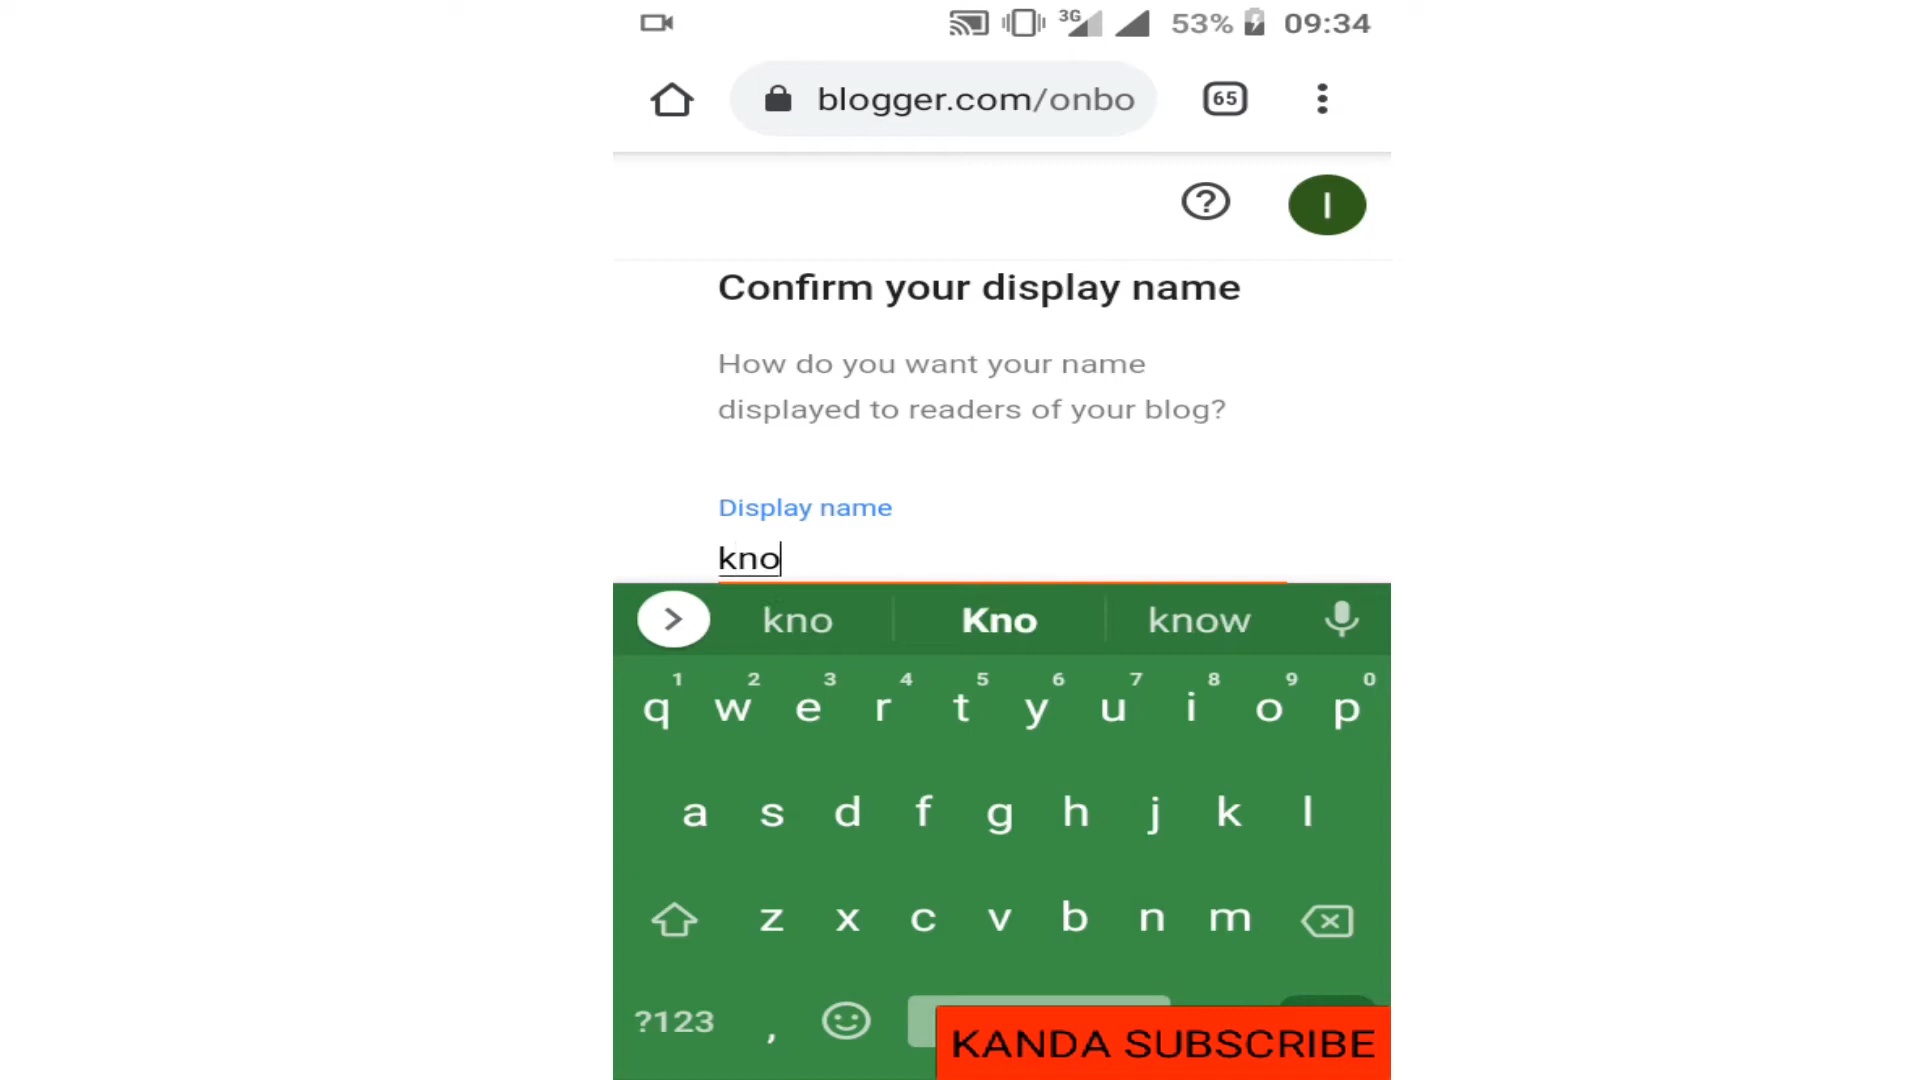 3G 53% 09:34
blogger.com/onbo 65
I
Confirm your display name
How do you want your name
displayed to readers of your blog?
Display name
kno
kno Kno know
1 2 3 4 5 6 7 8 9 0
q w e r t y u i o p
a s d f g h j k l
z x c v b n m
?123 ,
KANDA SUBSCRIBE